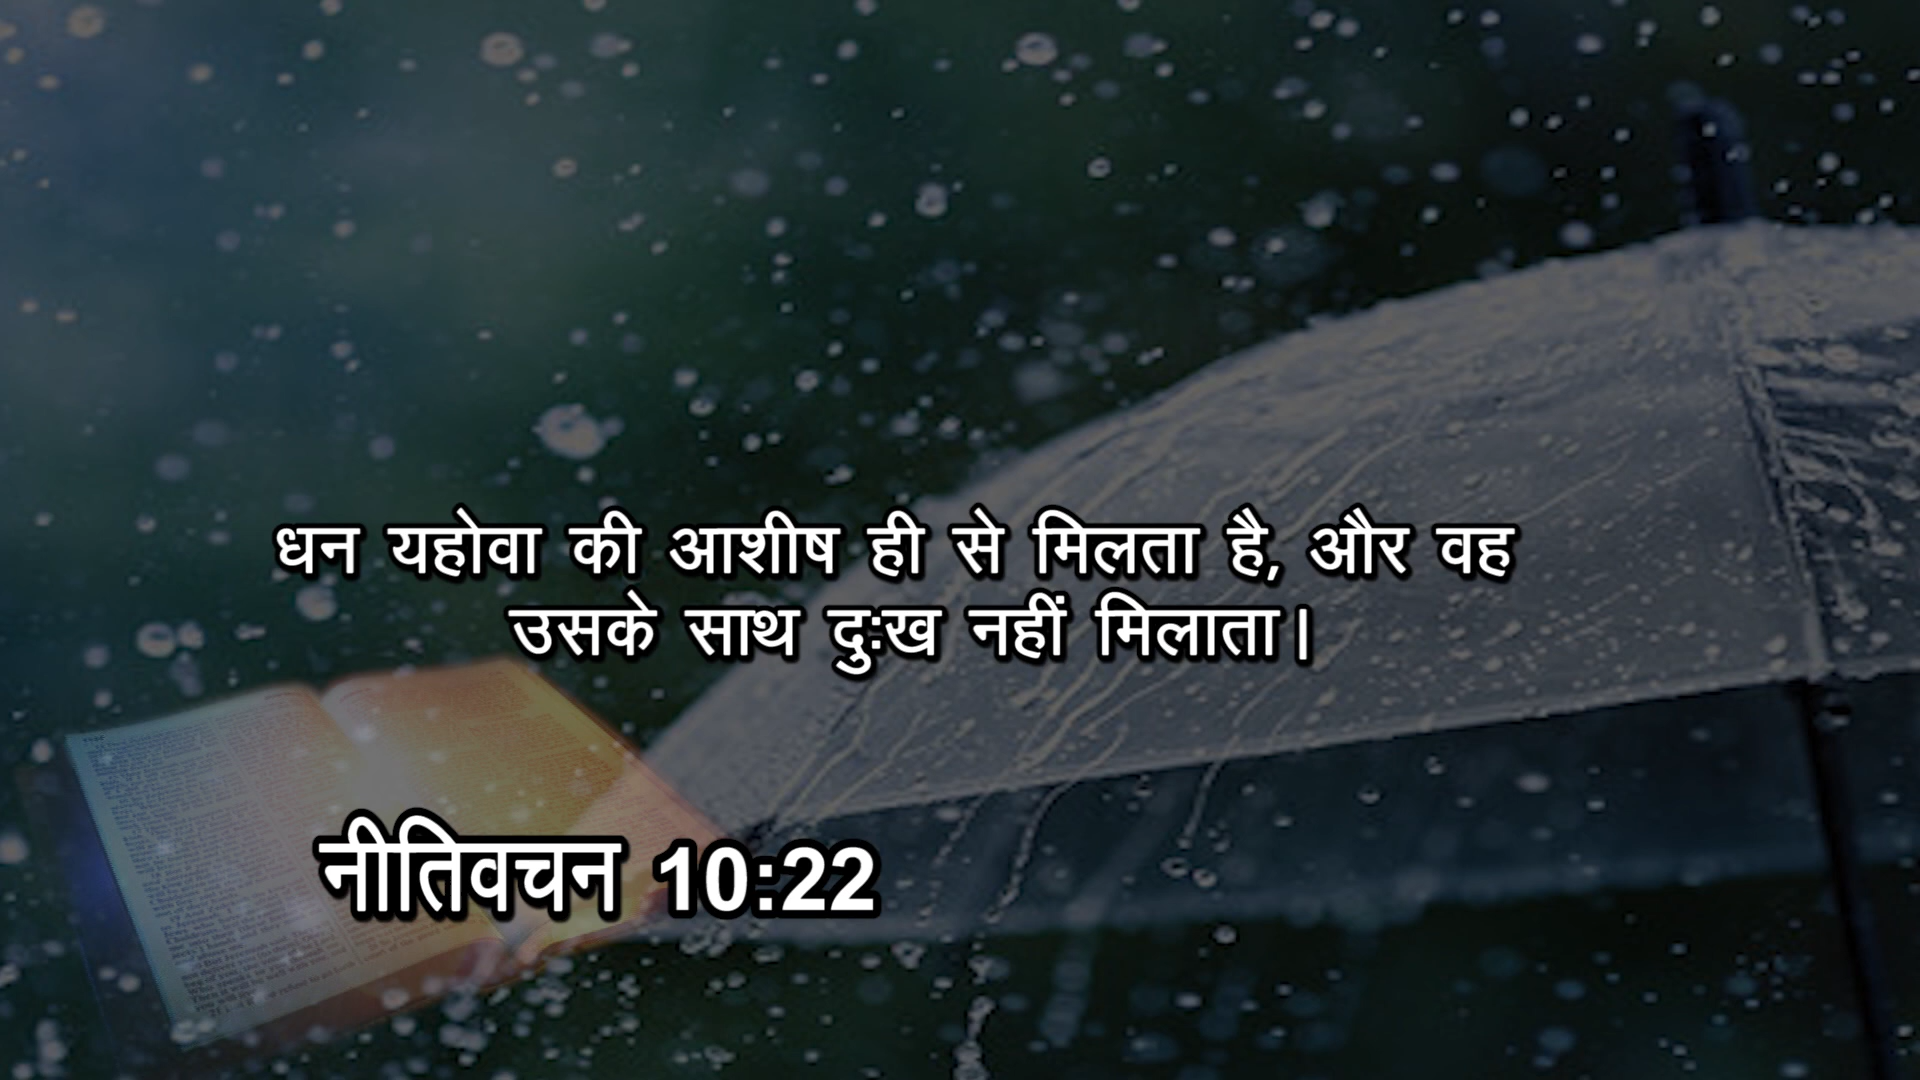 धन यहोवा की आशीष ही से मिलता है, और वह
उसके साथ दुःख नहीं मिलाता।
नीतिवचन 10:22